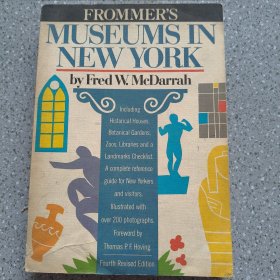 FROMMER'S
MUSEUMS IN
NEW YORK
by Fred W. McDarrah
Including
Historical Houses,
Botanical Gardens,
Zoos, Libraries and a
Landmarks Checklist.
A complete reference
guide for New Yorkers
and visitors.
Illustrated with
over 200 photographs.
Foreword by
Thomas P.F. Hoving
Fourth Revised Edition